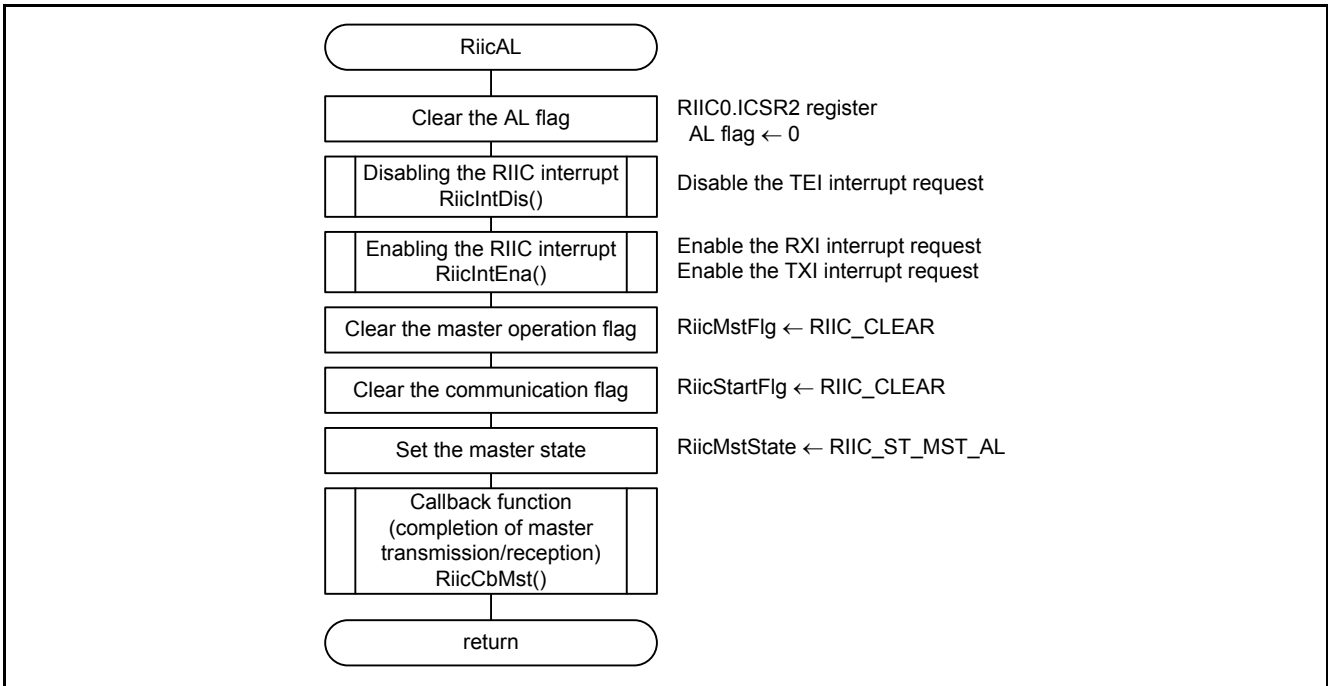 RiicAL
Clear the AL flag
RIIC0.ICSR2 register
AL flag ← 0
Disabling the RIIC interrupt
RiicIntDis()
Disable the TEI interrupt request
Enabling the RIIC interrupt
RiicIntEna()
Enable the RXI interrupt request
Enable the TXI interrupt request
Clear the master operation flag
RiicMstFlg ← RIIC_CLEAR
Clear the communication flag
RiicStartFlg ← RIIC_CLEAR
Set the master state
RiicMstState ← RIIC_ST_MST_AL
Callback function
(completion of master
transmission/reception)
RiicCbMst()
return